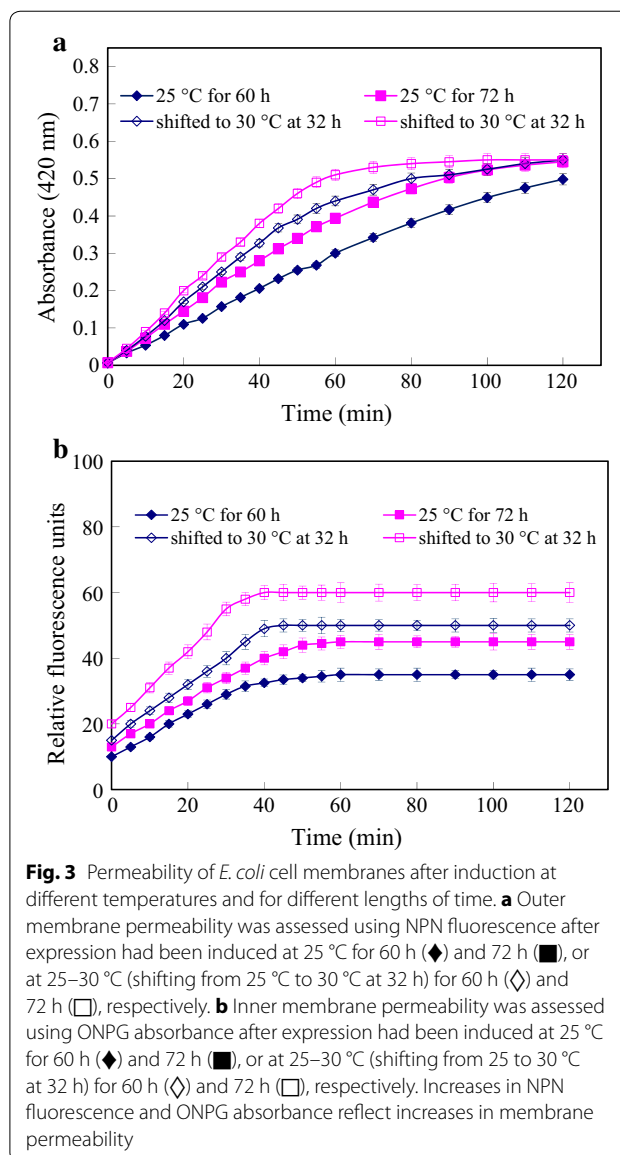 a
0.8
25 °C for 60 h
25 °C for 72 h
0.7
shifted to 30 °C at 32 h
shifted to 30 °C at 32 h
0.6
0.5
0.4
0.3
0.2
0.1
0
Absorbance (420 nm)
0 20 40 60 80 100 120
Time (min)
b
100
25 °C for 60 h
25 °C for 72 h
80
shifted to 30 °C at 32 h
shifted to 30 °C at 32 h
60
40
20
0
Relative fluorescence units
0 20 40 60 80 100 120
Time (min)
Fig. 3 Permeability of E. coli cell membranes after induction at
different temperatures and for different lengths of time. a Outer
membrane permeability was assessed using NPN fluorescence after
expression had been induced at 25 °C for 60 h (◆) and 72 h (■), or
at 25–30 °C (shifting from 25 °C to 30 °C at 32 h) for 60 h (◇) and
72 h (□), respectively. b Inner membrane permeability was assessed
using ONPG absorbance after expression had been induced at 25 °C
for 60 h (◆) and 72 h (■), or at 25–30 °C (shifting from 25 to 30 °C
at 32 h) for 60 h (◇) and 72 h (□), respectively. Increases in NPN
fluorescence and ONPG absorbance reflect increases in membrane
permeability